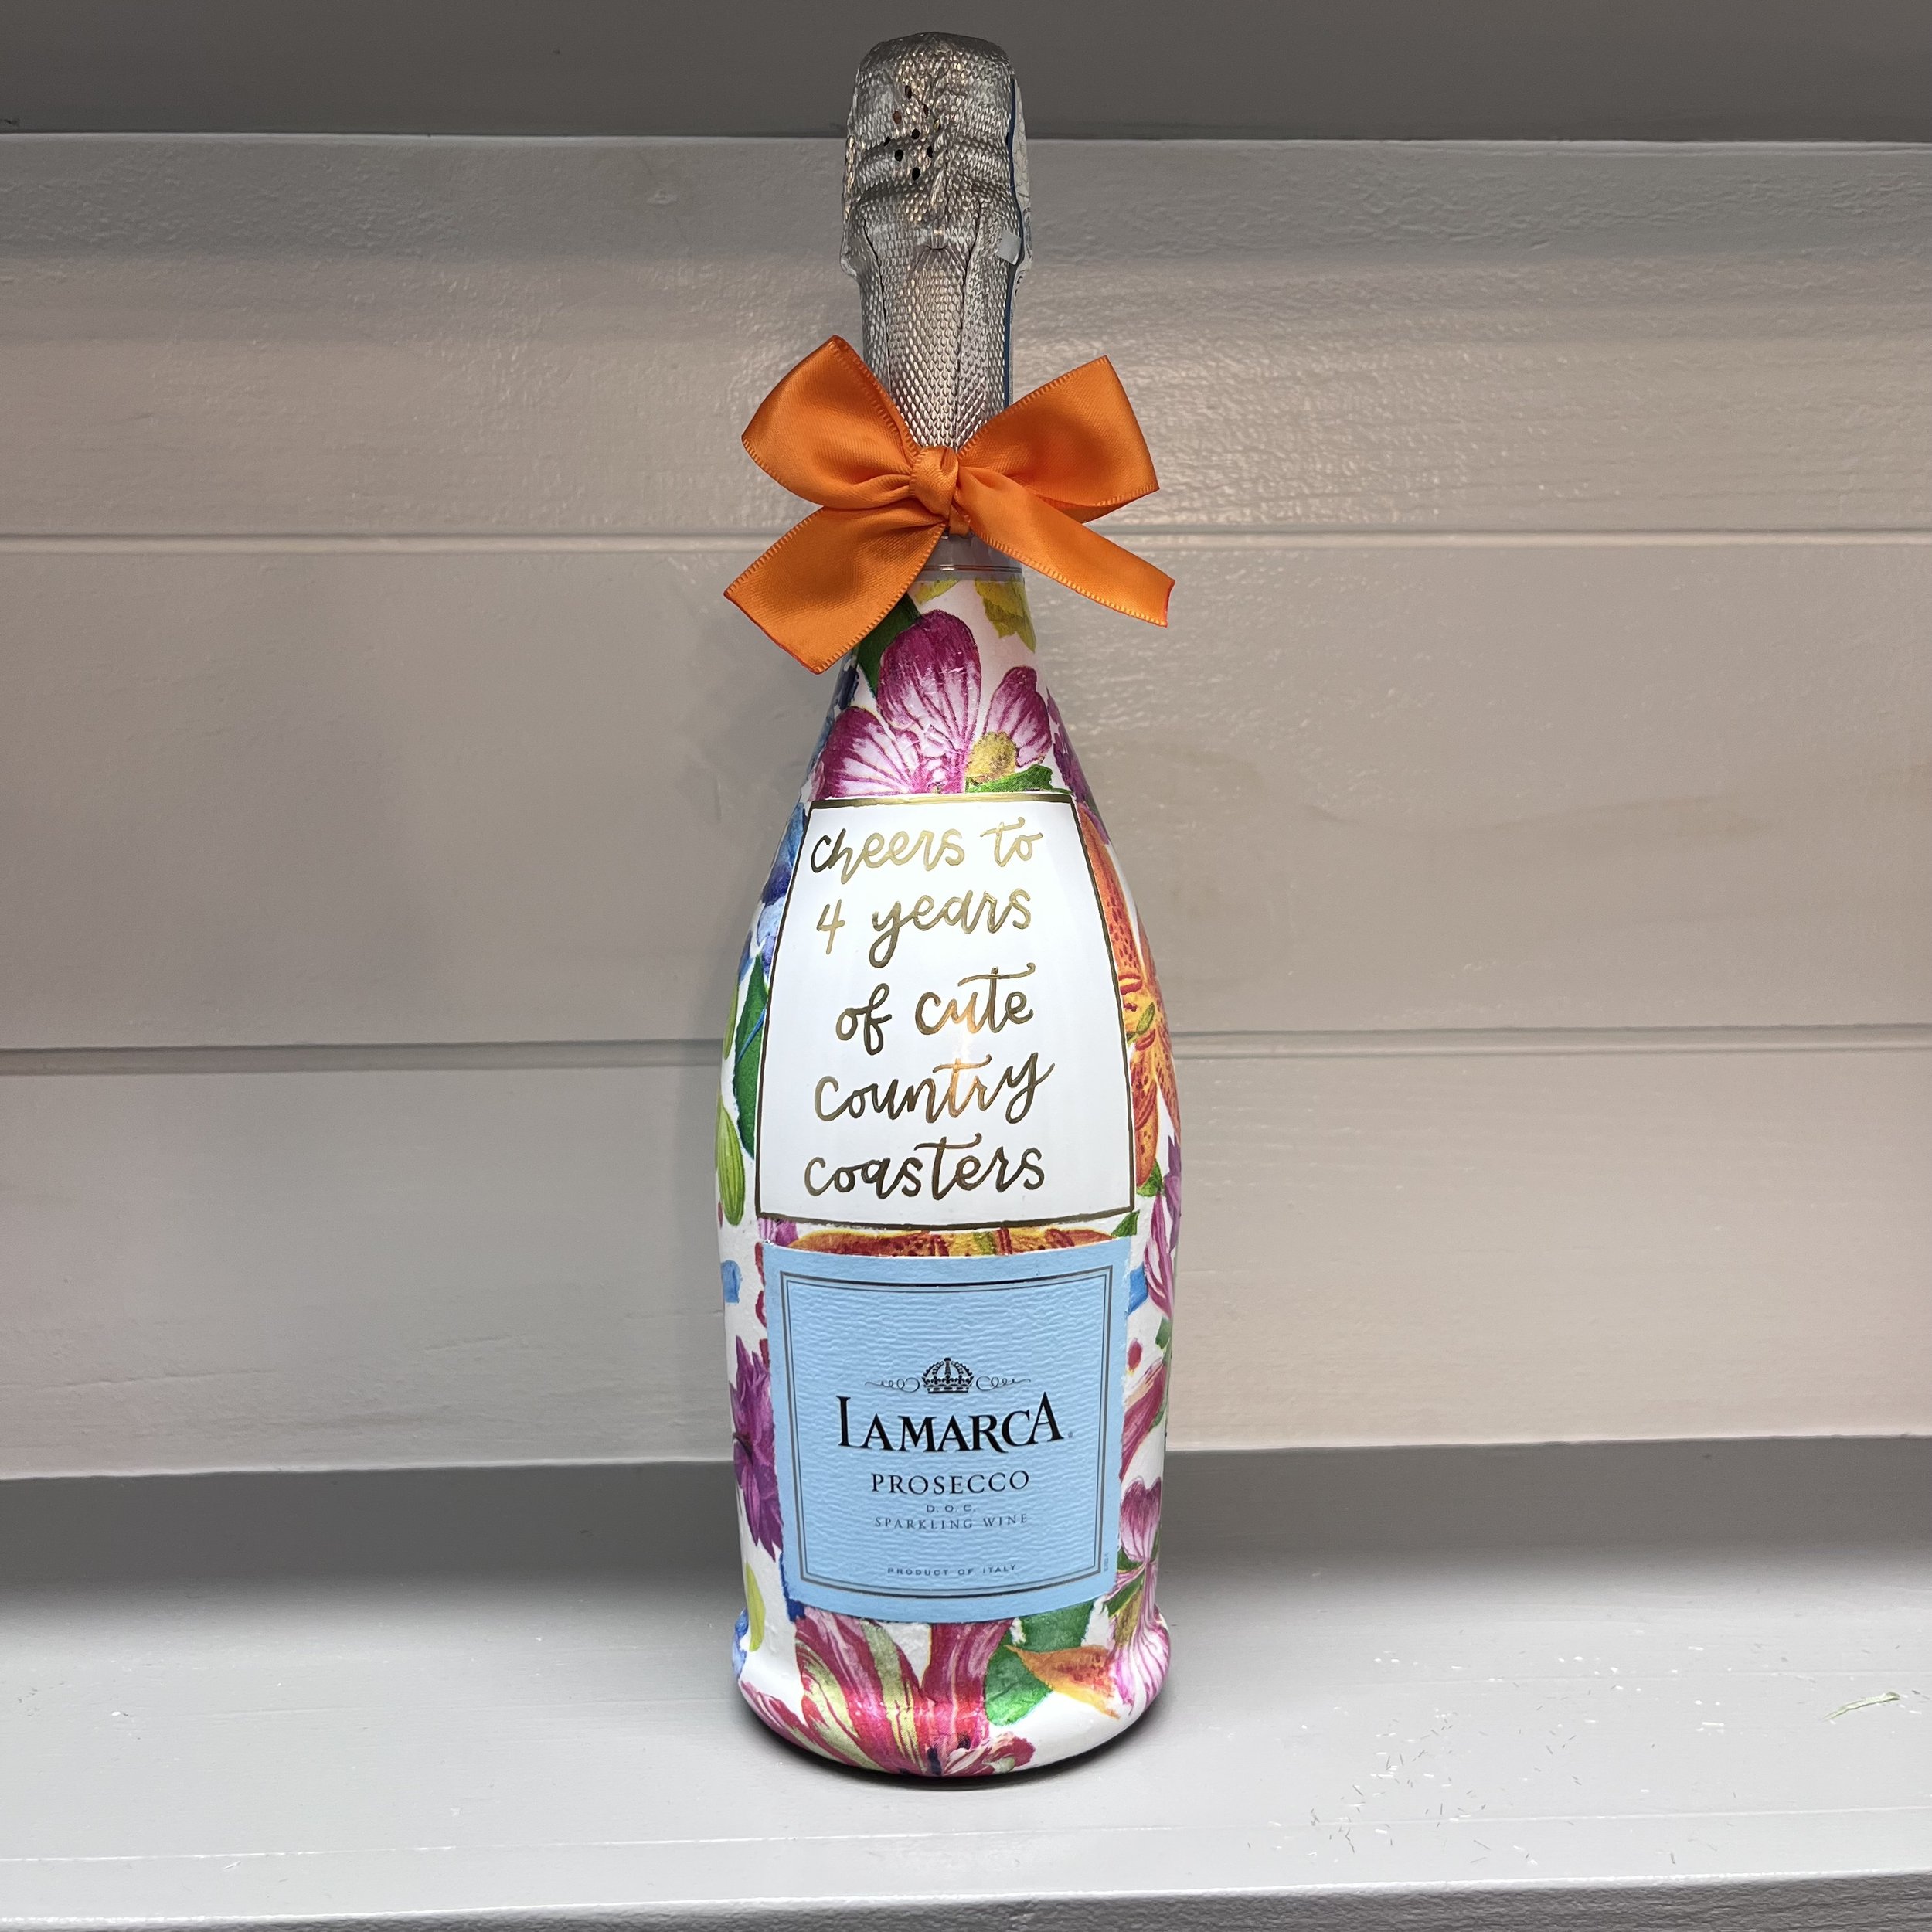 cheers to
4 years
of cute
country
coasters
LAMARCA
PROSECCO
D.O.C.
SPARKLING WINE
PRODUCT OF ITALY